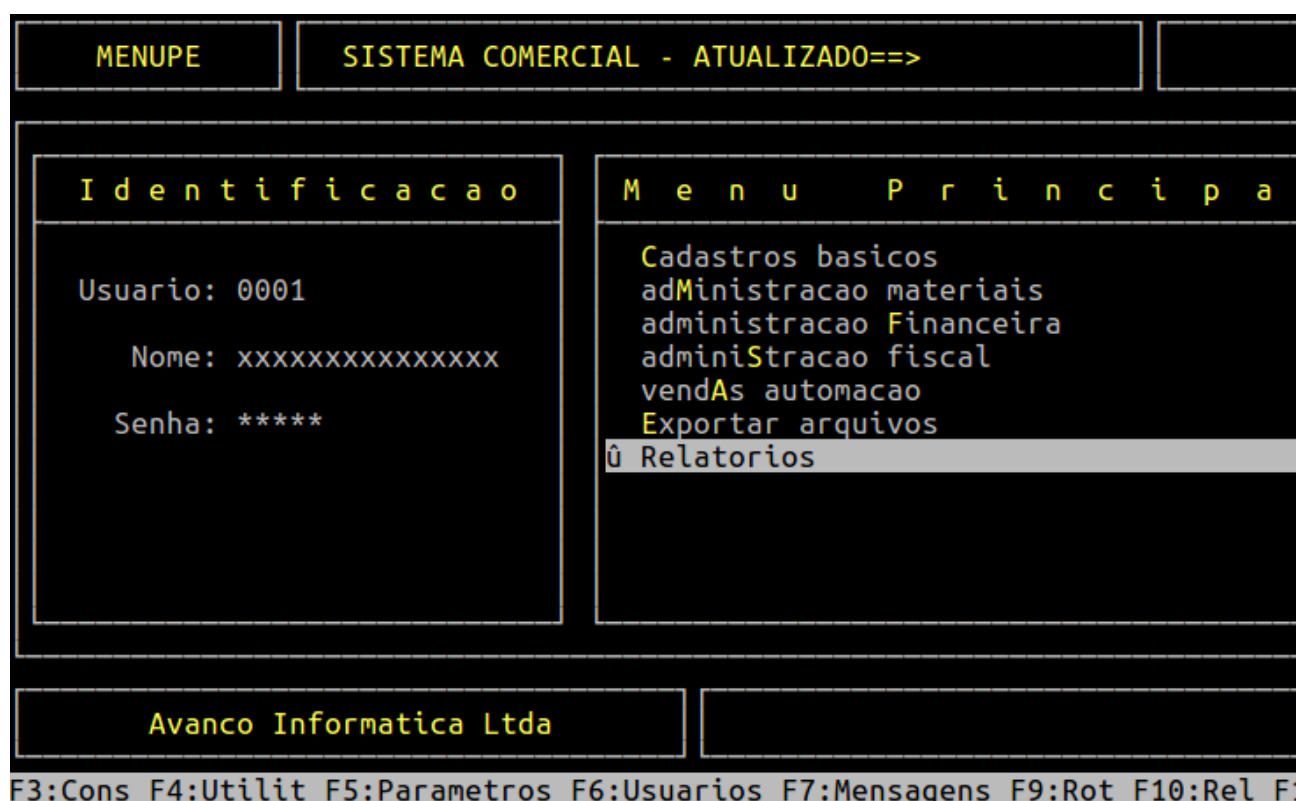 MENUPE
SISTEMA COMERCIAL - ATUALIZADO==>
I d e n t i f i c a c a o
Usuario: 0001
Nome: xxxxxxxxxxxxxxx
Senha: *****
M e n u P r i n c i p a
Cadastros basicos
adMinistracao materiais
administracao Financeira
adminiStracao fiscal
vendAs automacao
Exportar arquivos
û Relatorios
Avanco Informatica Ltda
F3:Cons F4:Utilit F5:Parametros F6:Usuarios F7:Mensagens F9:Rot F10:Rel